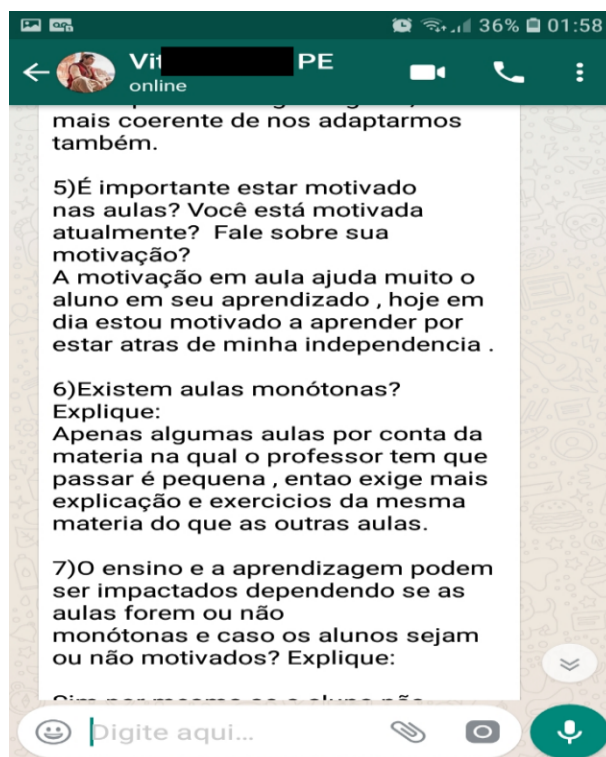 36% 01:58
Vit PE
online
mais coerente de nos adaptarmos
também.
5)É importante estar motivado
nas aulas? Você está motivada
atualmente? Fale sobre sua
motivação?
A motivação em aula ajuda muito o
aluno em seu aprendizado , hoje em
dia estou motivado a aprender por
estar atras de minha independencia .
6)Existem aulas monótonas?
Explique:
Apenas algumas aulas por conta da
materia na qual o professor tem que
passar é pequena , entao exige mais
explicação e exercicios da mesma
materia do que as outras aulas.
7)O ensino e a aprendizagem podem
ser impactados dependendo se as
aulas forem ou não
monótonas e caso os alunos sejam
ou não motivados? Explique:
Digite aqui...